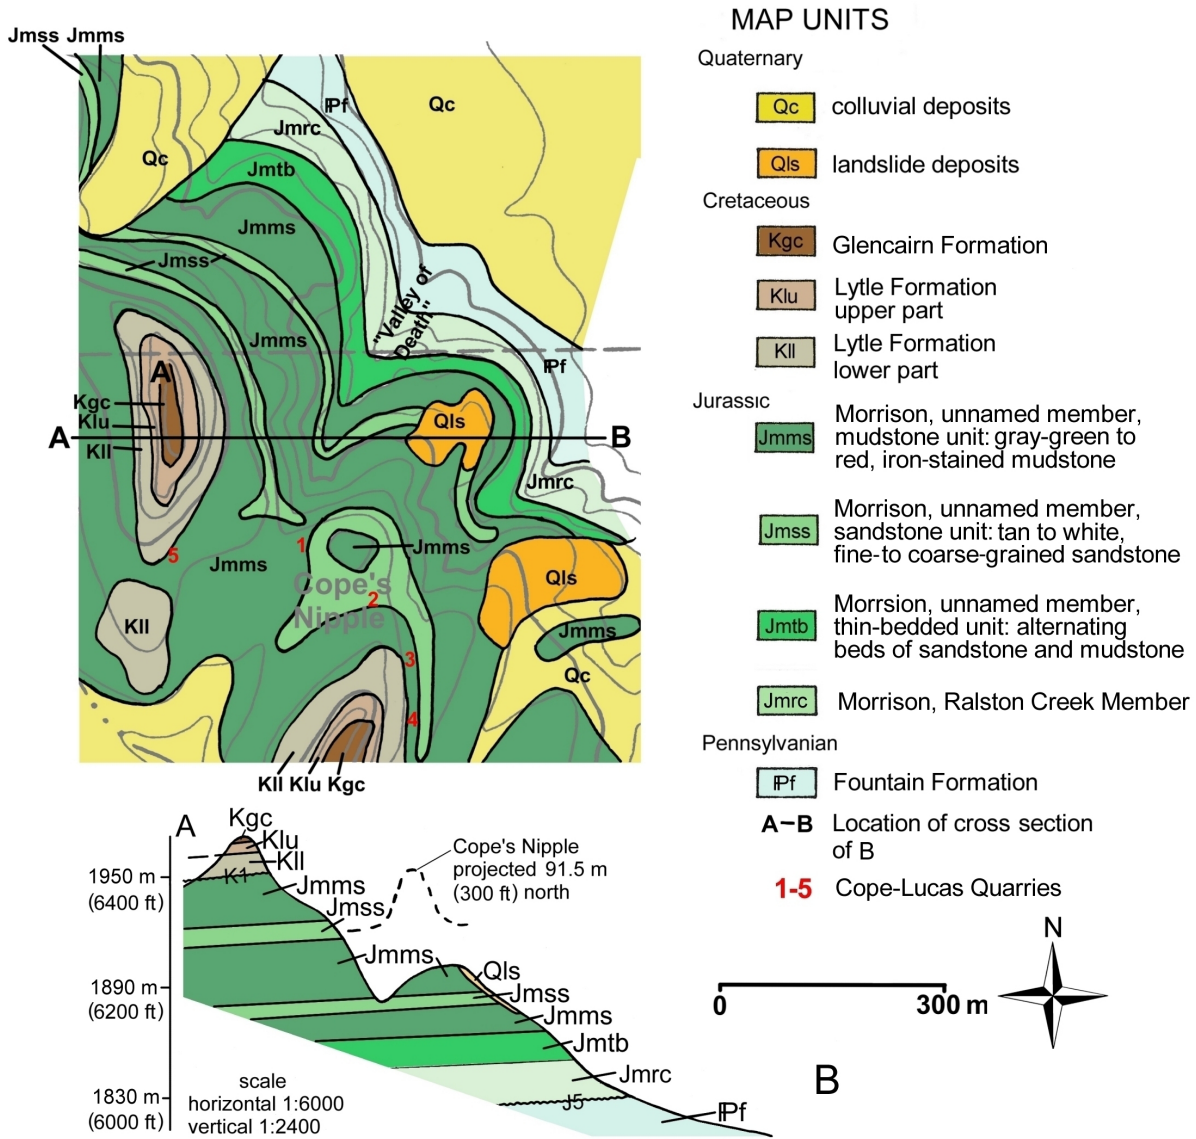 Jmss Jmms
Qc
Jmrc
ⅠPf
Qc
Jmtb
Jmms
Jmss
"Valley of
Death"
Jmms
ⅠPf
A
Kgc
Klu
Kll
A
B
Qls
Jmrc
1
5
Jmms
Jmms
Cope's
Nipple
2
Qls
Kll
Jmms
3
Qc
4
Kll Klu Kgc
MAP UNITS
Quaternary
Qc colluvial deposits
Qls landslide deposits
Cretaceous
Kgc Glencairn Formation
Klu Lytle Formation
upper part
Kll Lytle Formation
lower part
Jurassic
Jmms Morrison, unnamed member,
mudstone unit: gray-green to
red, iron-stained mudstone
Jmss Morrison, unnamed member,
sandstone unit: tan to white,
fine-to coarse-grained sandstone
Jmtb Morrsion, unnamed member,
thin-bedded unit: alternating
beds of sandstone and mudstone
Jmrc Morrison, Ralston Creek Member
Pennsylvanian
ⅠPf Fountain Formation
A–B Location of cross section
of B
1-5 Cope-Lucas Quarries
N
0 300 m
A
Kgc
Klu
Kll
K1
1950 m
(6400 ft)
Jmms
Jmss
Cope's Nipple
projected 91.5 m
(300 ft) north
Jmms
Qls
1890 m
(6200 ft)
Jmss
Jmms
Jmtb
Jmrc
J5
1830 m
(6000 ft)
ⅠPf
B
scale
horizontal 1:6000
vertical 1:2400